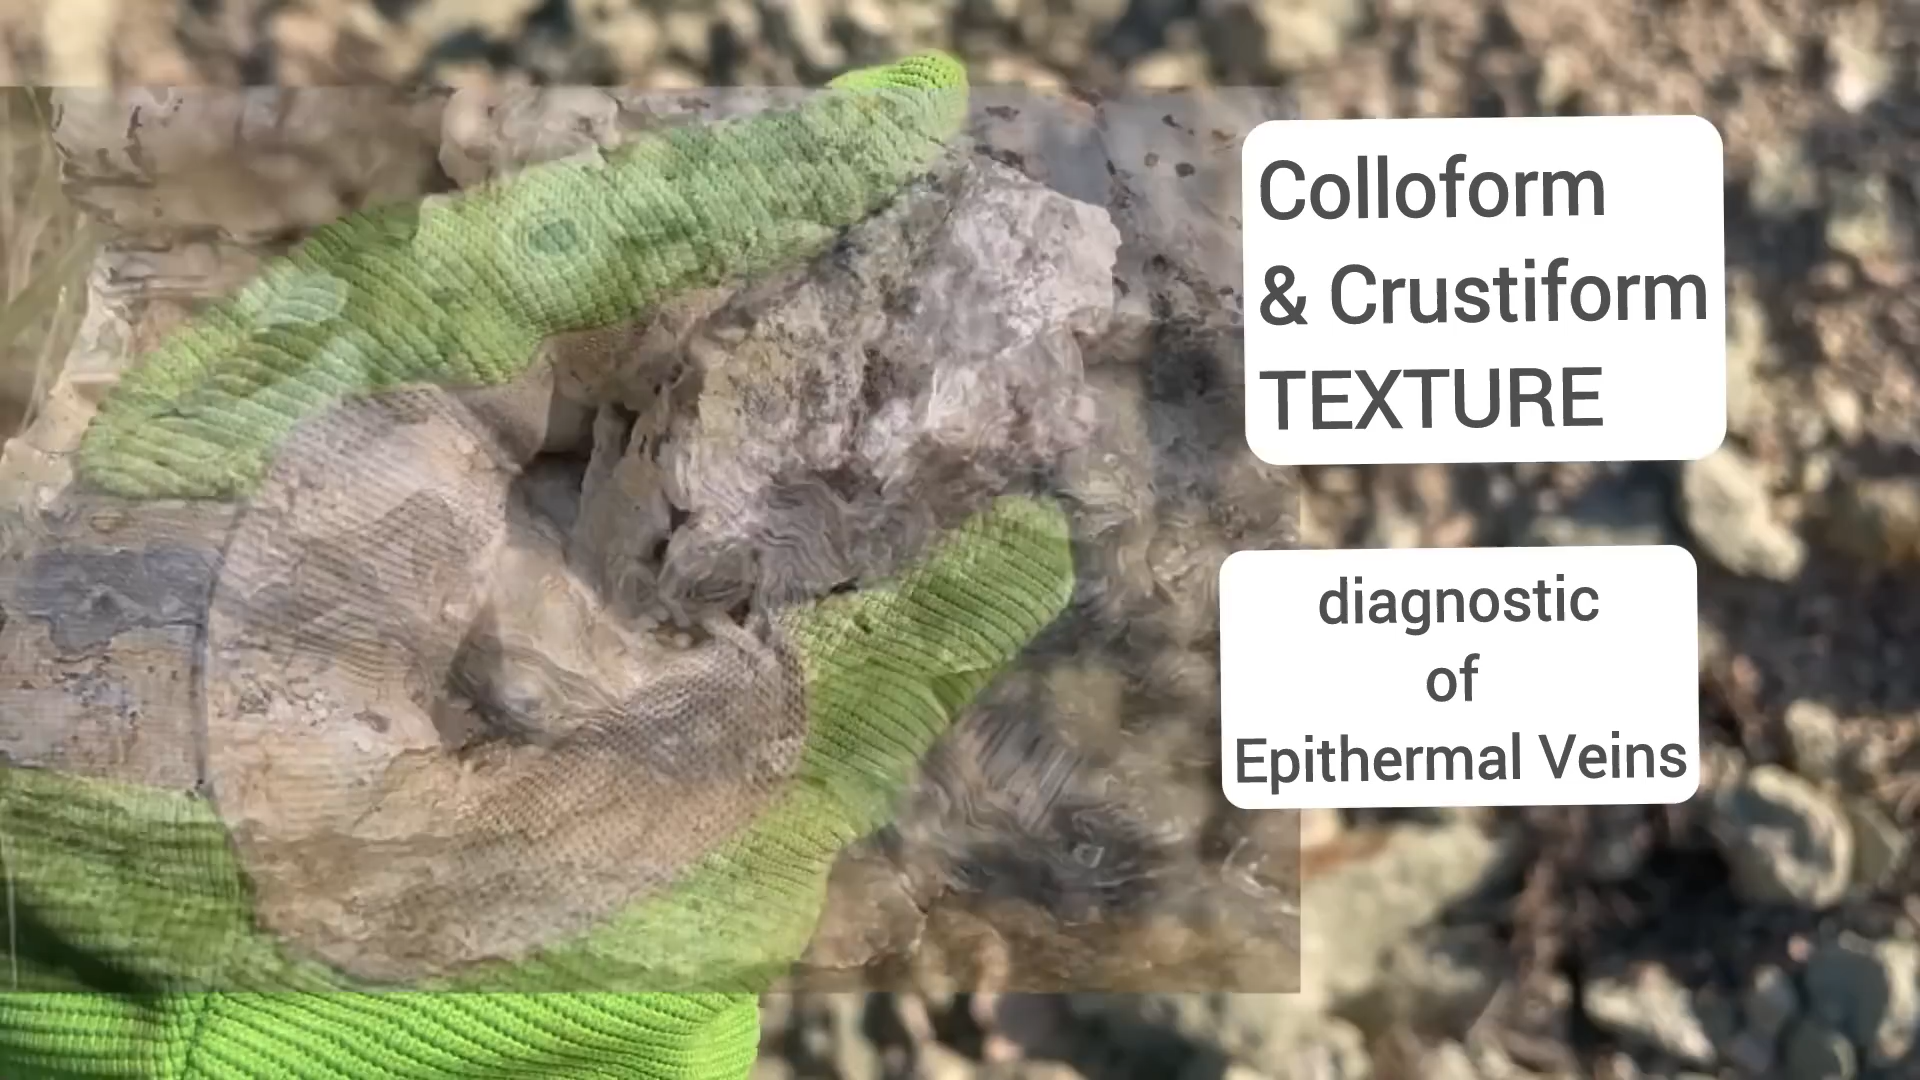 Colloform
& Crustiform
TEXTURE
diagnostic
of
Epithermal Veins